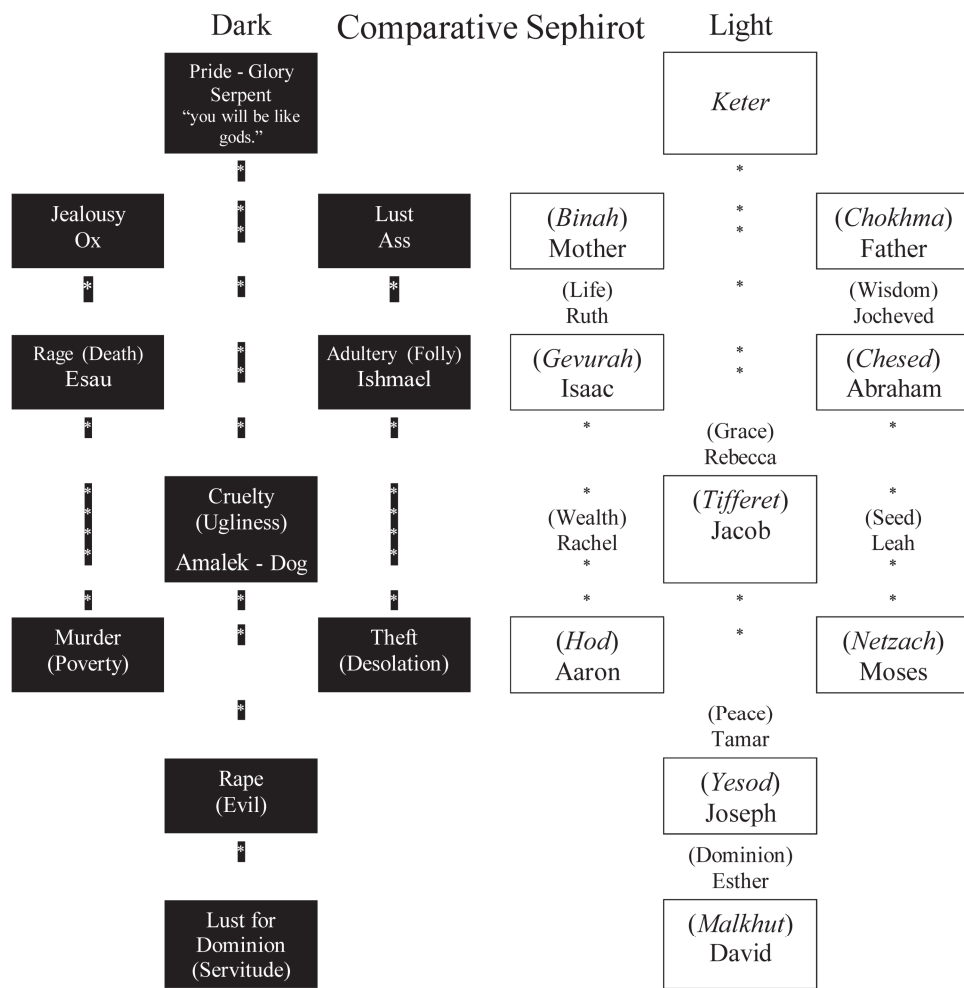 Dark Comparative Sephirot Light
Pride - Glory
Serpent
“you will be like
gods.”
Keter
*
*
Jealousy
Ox
*
*
Lust
Ass
(Binah)
Mother
*
*
(Chokhma)
Father
*
*
*
(Life)
Ruth
*
(Wisdom)
Jocheved
Rage (Death)
Esau
*
*
Adultery (Folly)
Ishmael
(Gevurah)
Isaac
*
*
(Chesed)
Abraham
*
*
*
*
(Grace)
Rebecca
*
*
*
*
*
Cruelty
(Ugliness)
Amalek - Dog
*
*
*
*
*
(Wealth)
Rachel
*
(Tifferet)
Jacob
*
(Seed)
Leah
*
*
*
*
*
*
*
Murder
(Poverty)
*
Theft
(Desolation)
(Hod)
Aaron
*
(Netzach)
Moses
*
(Peace)
Tamar
Rape
(Evil)
(Yesod)
Joseph
*
(Dominion)
Esther
Lust for
Dominion
(Servitude)
(Malkhut)
David